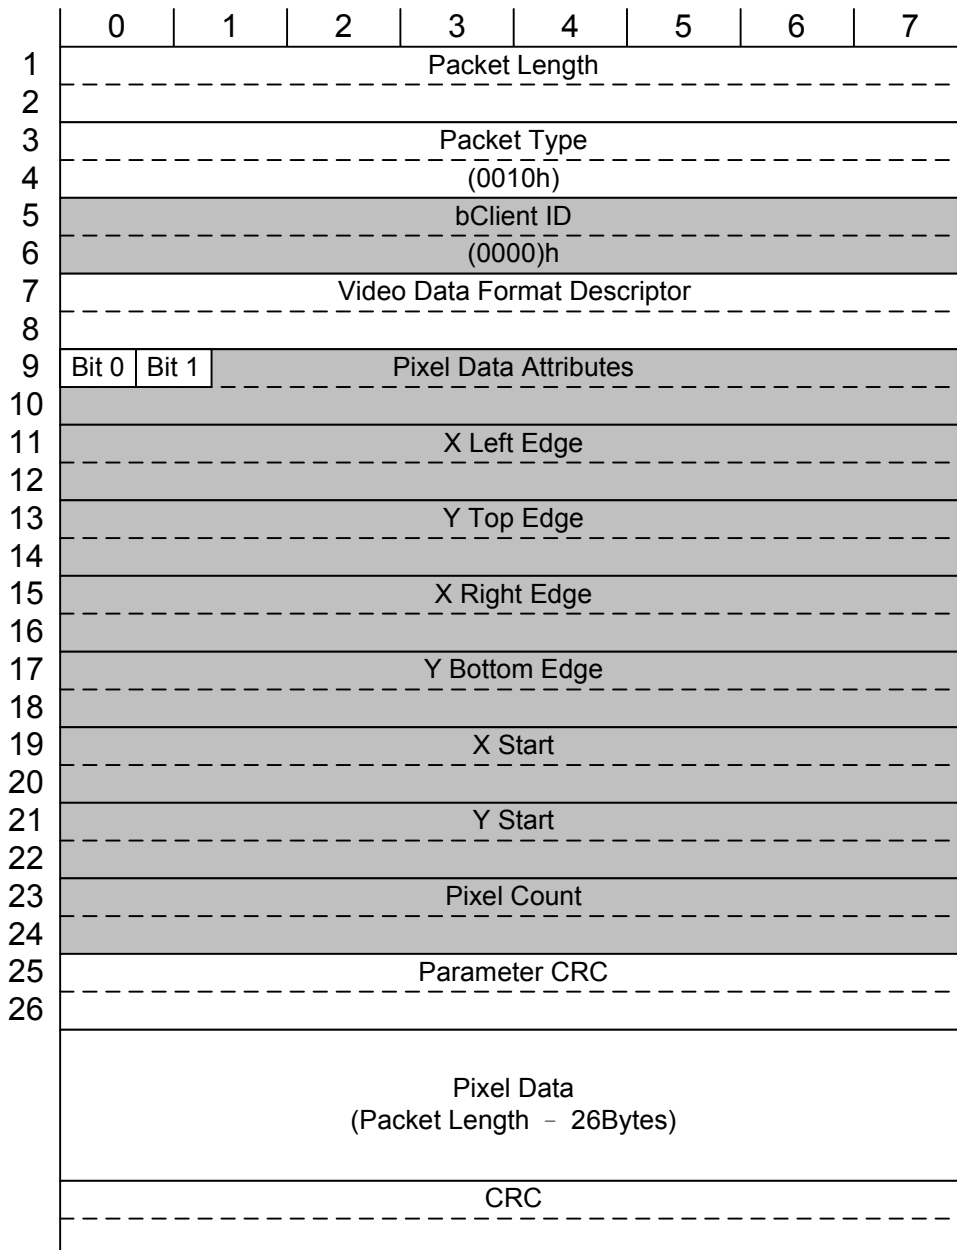 0 1 2 3 4 5 6 7
1 Packet Length
2
3 Packet Type
4 (0010h)
5 bClient ID
6 (0000)h
7 Video Data Format Descriptor
8
9 Bit 0 Bit 1 Pixel Data Attributes
10
11 X Left Edge
12
13 Y Top Edge
14
15 X Right Edge
16
17 Y Bottom Edge
18
19 X Start
20
21 Y Start
22
23 Pixel Count
24
25 Parameter CRC
26
Pixel Data
(Packet Length – 26Bytes)
CRC